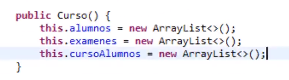 public Curso() {
this.alumnos = new ArrayList<>();
this.examenes = new ArrayList<>();
this.cursoAlumnos = new ArrayList<>();
}